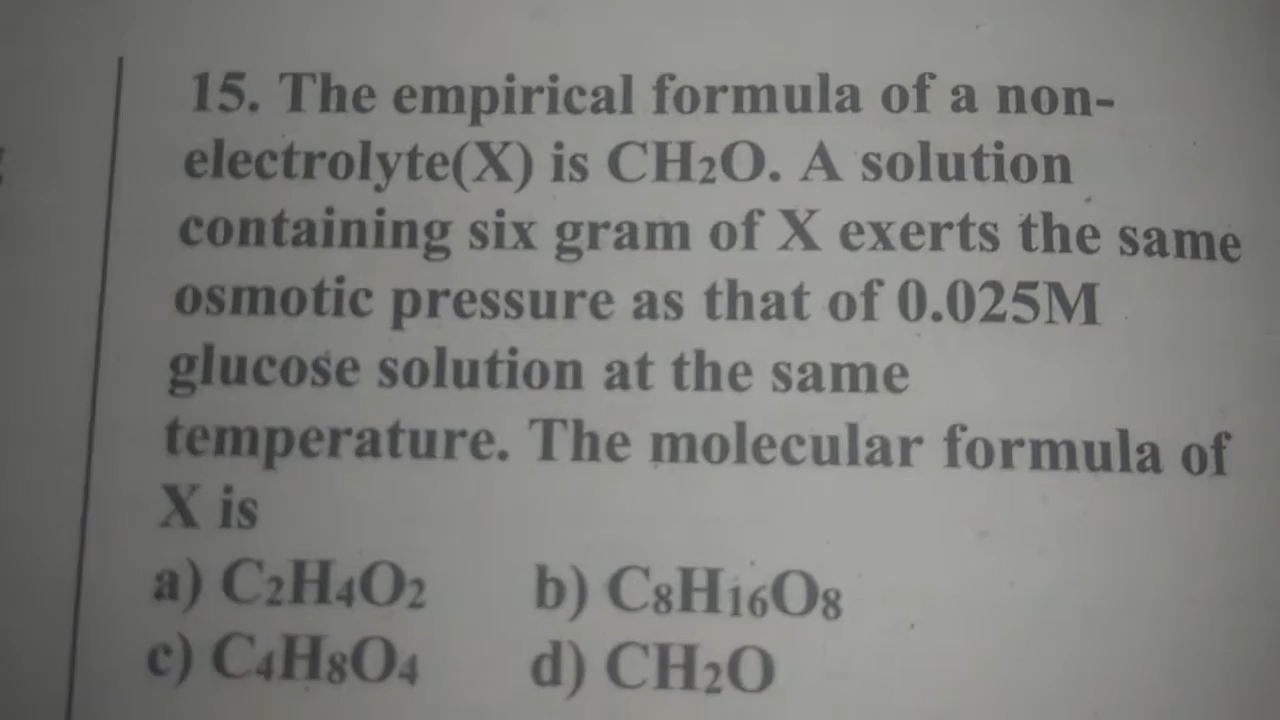 15. The empirical formula of a non-
electrolyte(X) is CH2O. A solution
containing six gram of X exerts the same
osmotic pressure as that of 0.025M
glucose solution at the same
temperature. The molecular formula of
X is
a) C2H4O2 b) C8H16O8
c) C4H8O4 d) CH2O